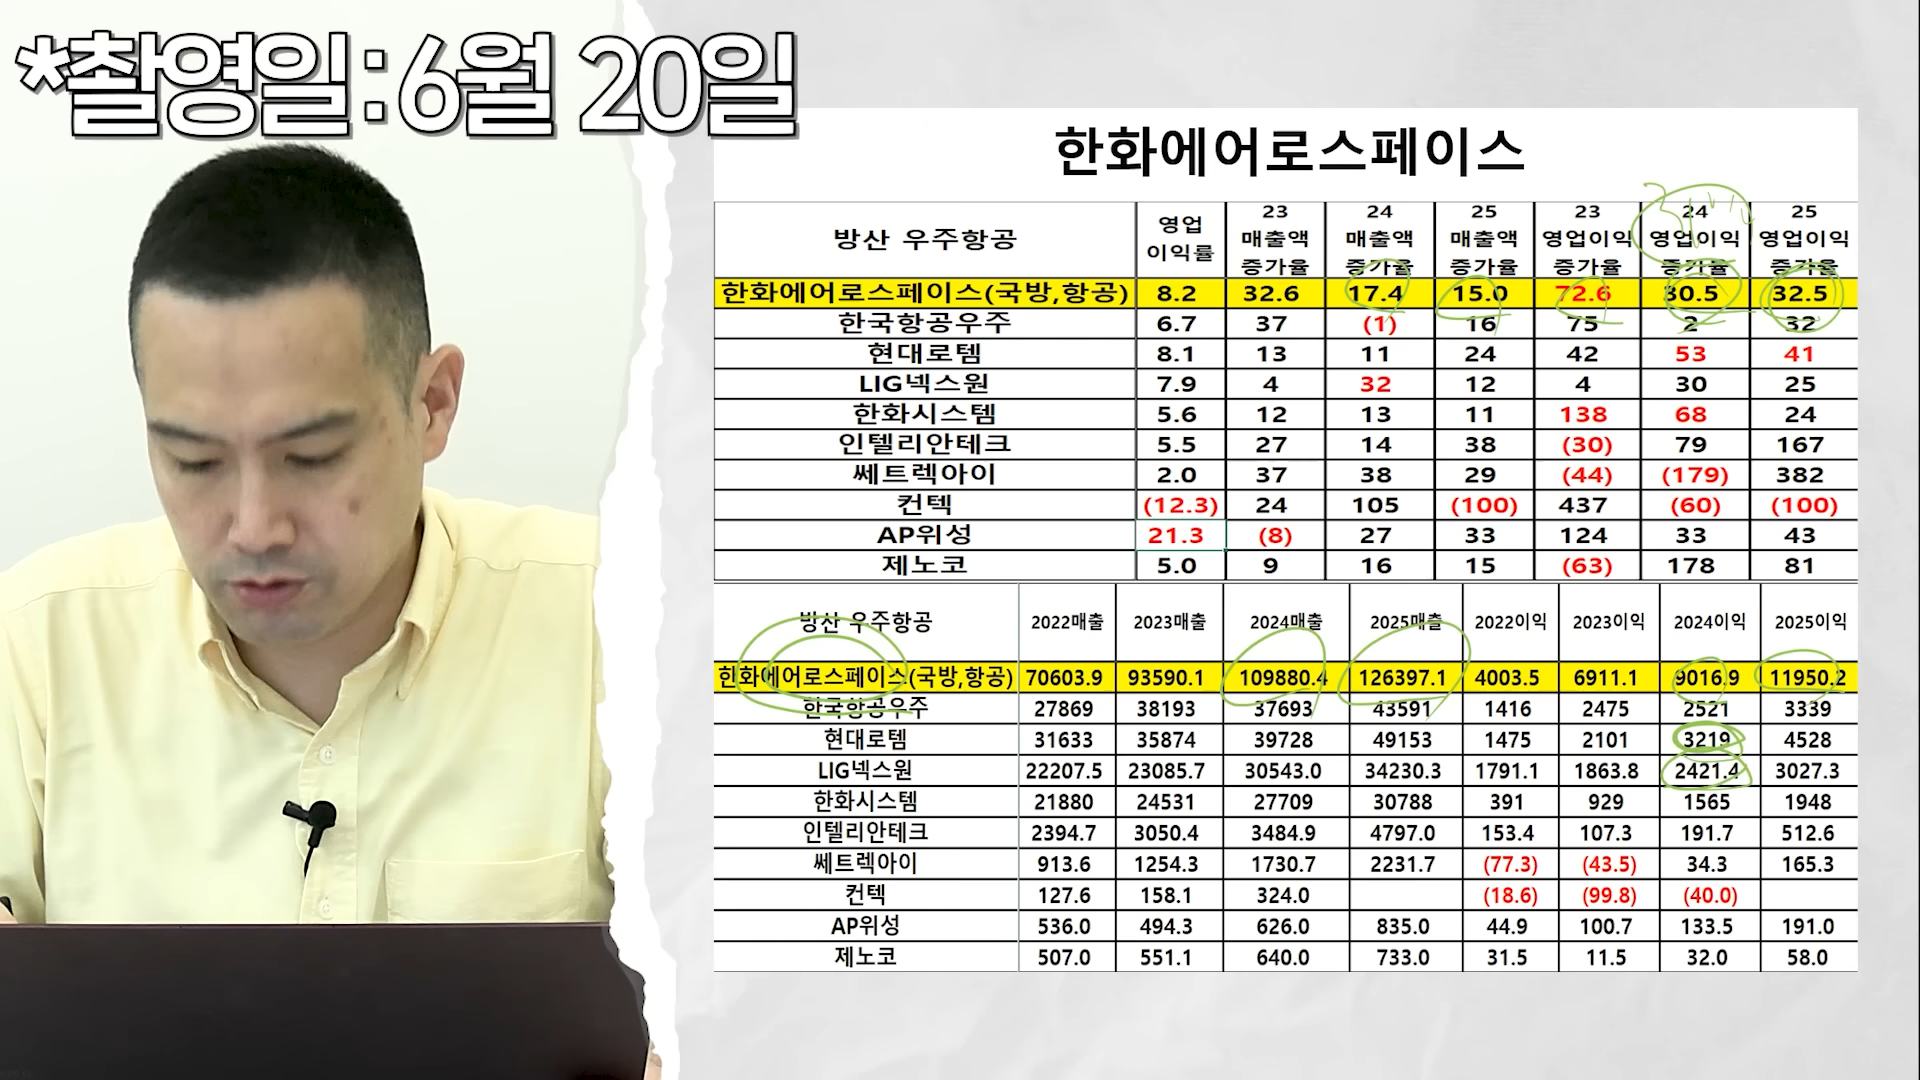 *촬영일:6월 20일
한화에어로스페이스
방산 우주항공 영업 이익률 23 매출액 증가율 24 매출액 증가율 25 매출액 증가율 23 영업이익 증가율 24 영업이익 증가율 25 영업이익 증가율
한화에어로스페이스(국방,항공) 8.2 32.6 17.4 15.0 72.6 30.5 32.5
한국항공우주 6.7 37 (1) 16 75 2 32
현대로템 8.1 13 11 24 42 53 41
LIG넥스원 7.9 4 32 12 4 30 25
한화시스템 5.6 12 13 11 138 68 24
인텔리안테크 5.5 27 14 38 (30) 79 167
쎄트렉아이 2.0 37 38 29 (44) (179) 382
컨텍 (12.3) 24 105 (100) 437 (60) (100)
AP위성 21.3 (8) 27 33 124 33 43
제노코 5.0 9 16 15 (63) 178 81
방산 우주항공 2022매출 2023매출 2024매출 2025매출 2022이익 2023이익 2024이익 2025이익
한화에어로스페이스(국방,항공) 70603.9 93590.1 109880.4 126397.1 4003.5 6911.1 9016.9 11950.2
한국항공우주 27869 38193 37693 43591 1416 2475 2521 3339
현대로템 31633 35874 39728 49153 1475 2101 3219 4528
LIG넥스원 22207.5 23085.7 30543.0 34230.3 1791.1 1863.8 2421.4 3027.3
한화시스템 21880 24531 27709 30788 391 929 1565 1948
인텔리안테크 2394.7 3050.4 3484.9 4797.0 153.4 107.3 191.7 512.6
쎄트렉아이 913.6 1254.3 1730.7 2231.7 (77.3) (43.5) 34.3 165.3
컨텍 127.6 158.1 324.0 (18.6) (99.8) (40.0)
AP위성 536.0 494.3 626.0 835.0 44.9 100.7 133.5 191.0
제노코 507.0 551.1 640.0 733.0 31.5 11.5 32.0 58.0